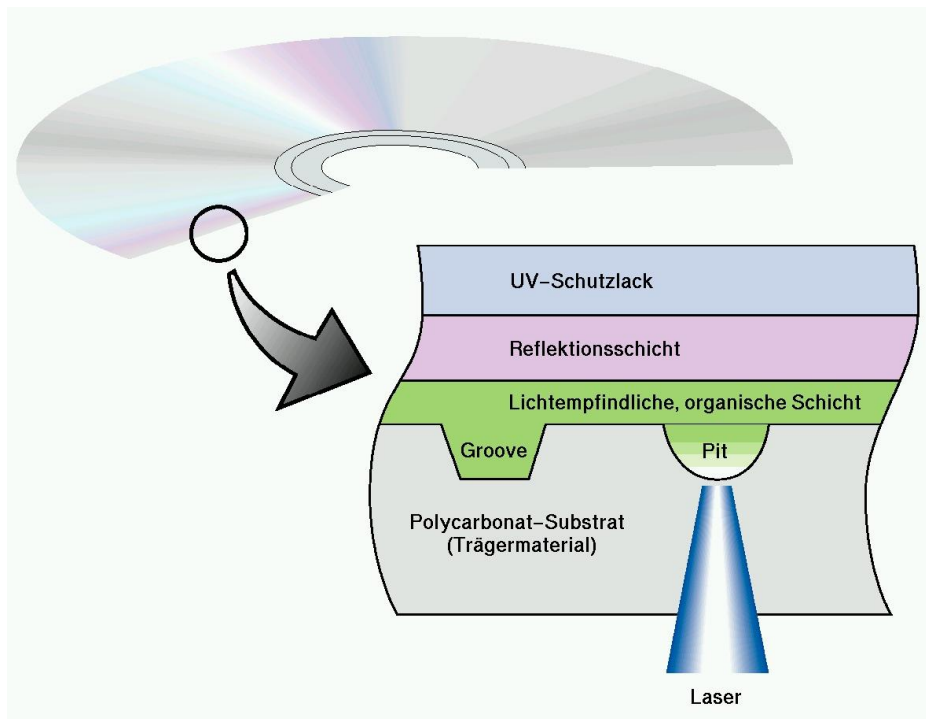 UV–Schutzlack
Reflektionsschicht
Lichtempfindliche, organische Schicht
Groove
Pit
Polycarbonat–Substrat
(Trägermaterial)
Laser